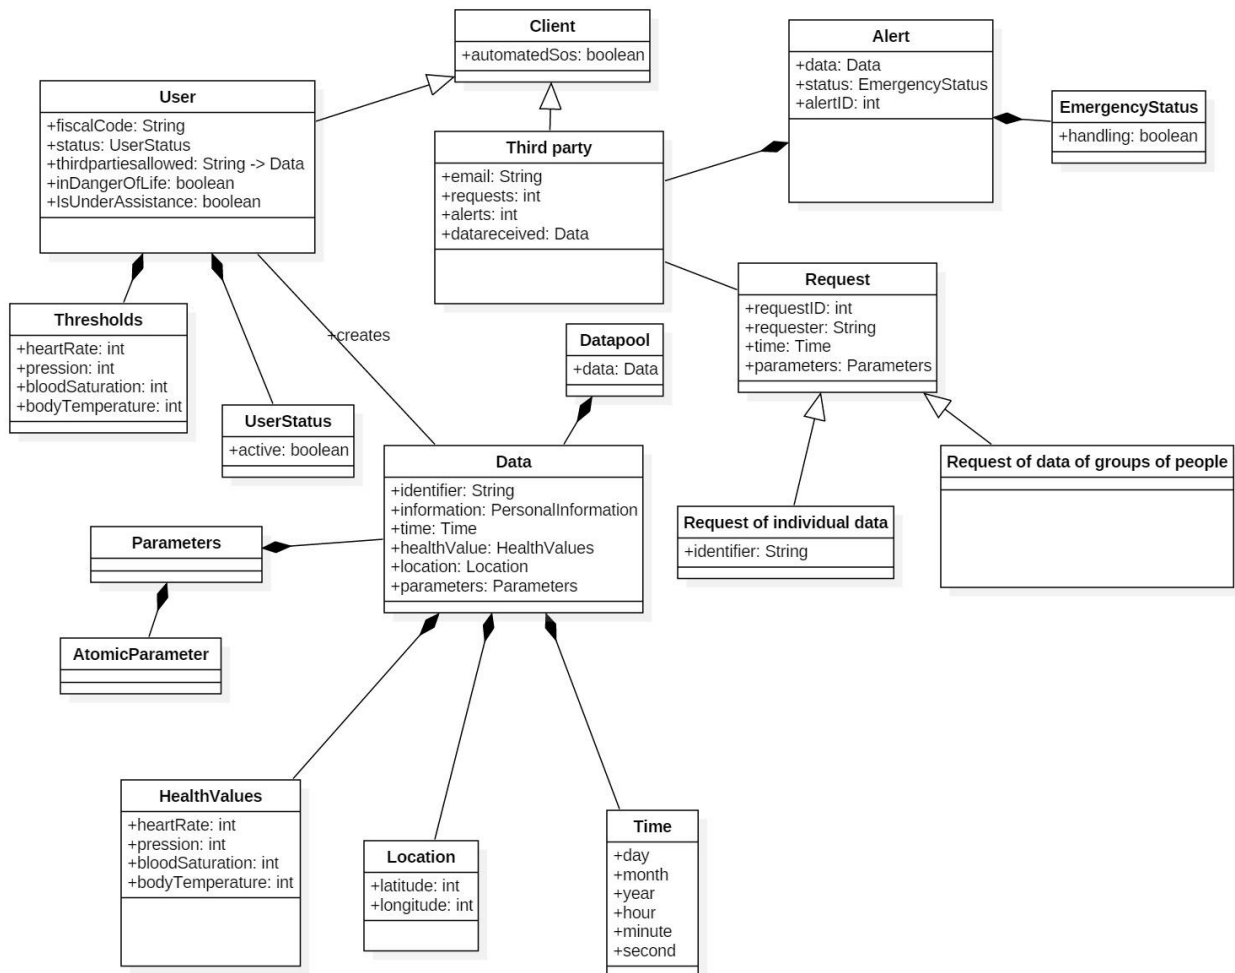 Client
+automatedSos: boolean
Alert
+data: Data
+status: EmergencyStatus
+alertID: int
EmergencyStatus
+handling: boolean
User
+fiscalCode: String
+status: UserStatus
+thirdpartiesallowed: String -> Data
+inDangerOfLife: boolean
+IsUnderAssistance: boolean
Third party
+email: String
+requests: int
+alerts: int
+datareceived: Data
Request
+requestID: int
+requester: String
+time: Time
+parameters: Parameters
Thresholds
+heartRate: int
+pression: int
+bloodSaturation: int
+bodyTemperature: int
+creates
Datapool
+data: Data
UserStatus
+active: boolean
Data
+identifier: String
+information: PersonalInformation
+time: Time
+healthValue: HealthValues
+location: Location
+parameters: Parameters
Request of data of groups of people
Request of individual data
+identifier: String
Parameters
AtomicParameter
HealthValues
+heartRate: int
+pression: int
+bloodSaturation: int
+bodyTemperature: int
Location
+latitude: int
+longitude: int
Time
+day
+month
+year
+hour
+minute
+second